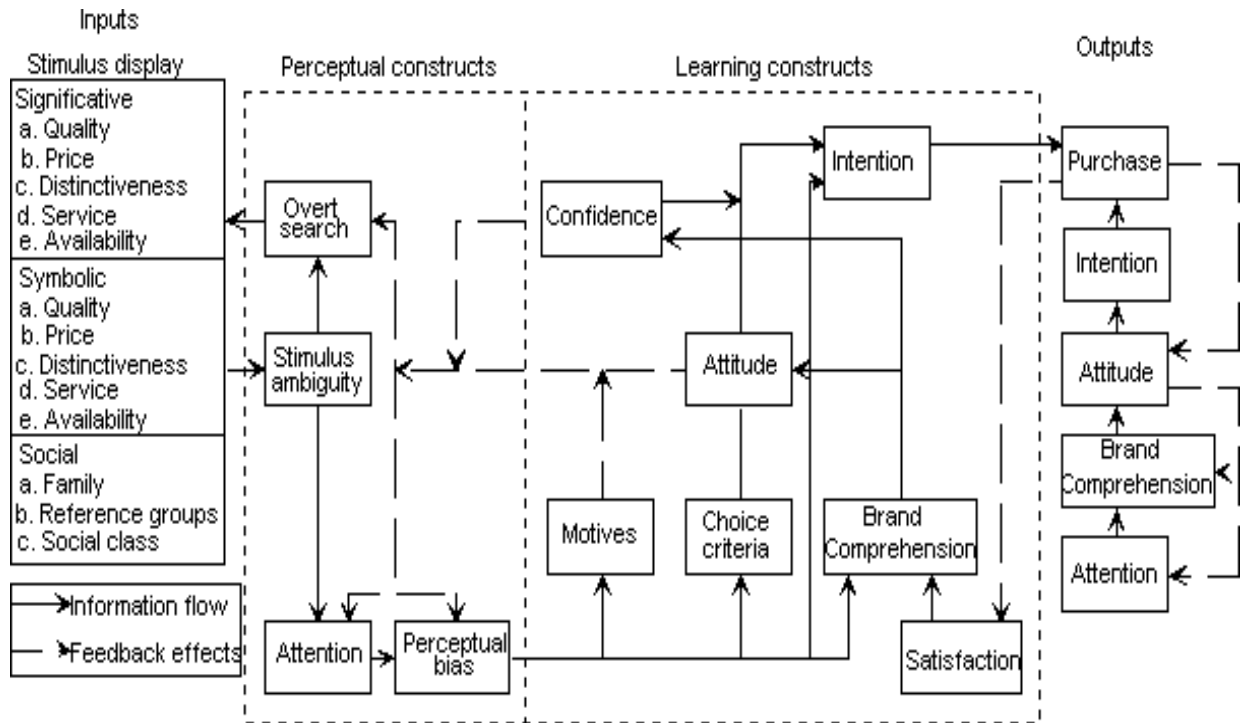 Inputs
Stimulus display
Significative
a. Quality
b. Price
c. Distinctiveness
d. Service
e. Availability
Symbolic
a. Quality
b. Price
c. Distinctiveness
d. Service
e. Availability
Social
a. Family
b. Reference groups
c. Social class
Information flow
Feedback effects
Perceptual constructs
Overt
search
Stimulus
ambiguity
Attention
Perceptual
bias
Learning constructs
Confidence
Intention
Attitude
Motives
Choice
criteria
Brand
Comprehension
Satisfaction
Outputs
Purchase
Intention
Attitude
Brand
Comprehension
Attention